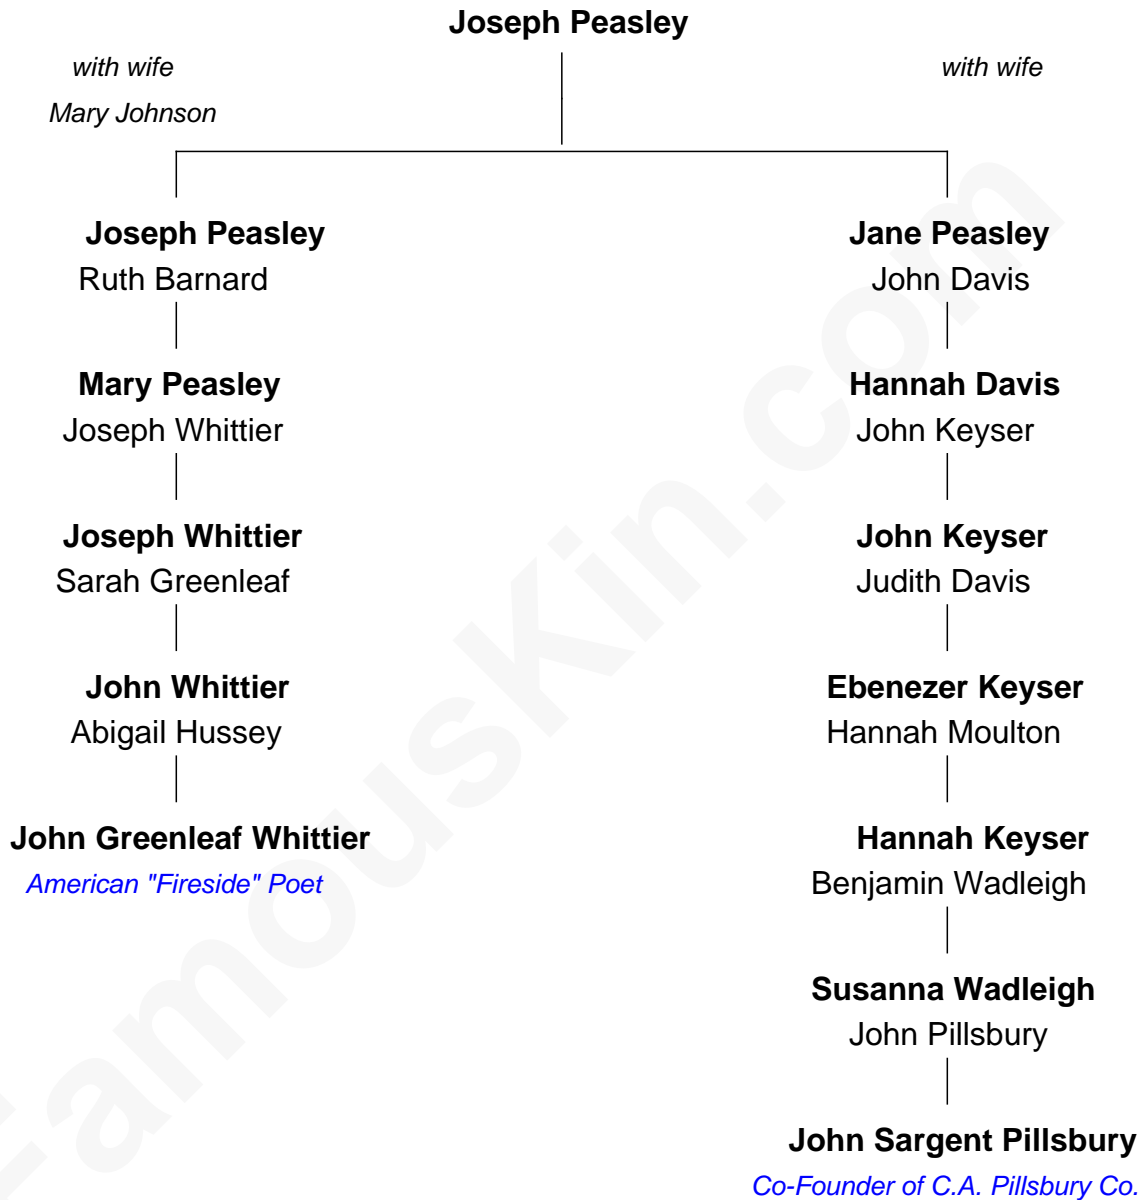 Joseph Peasley
with wife
with wife
Mary Johnson
Joseph Peasley
Jane Peasley
Ruth Barnard
John Davis
Mary Peasley
Hannah Davis
Joseph Whittier
John Keyser
Joseph Whittier
John Keyser
Sarah Greenleaf
Judith Davis
John Whittier
Ebenezer Keyser
Abigail Hussey
Hannah Moulton
John Greenleaf Whittier
Hannah Keyser
American "Fireside" Poet
Benjamin Wadleigh
Susanna Wadleigh
John Pillsbury
John Sargent Pillsbury
Co-Founder of C.A. Pillsbury Co.
FamousKin.com